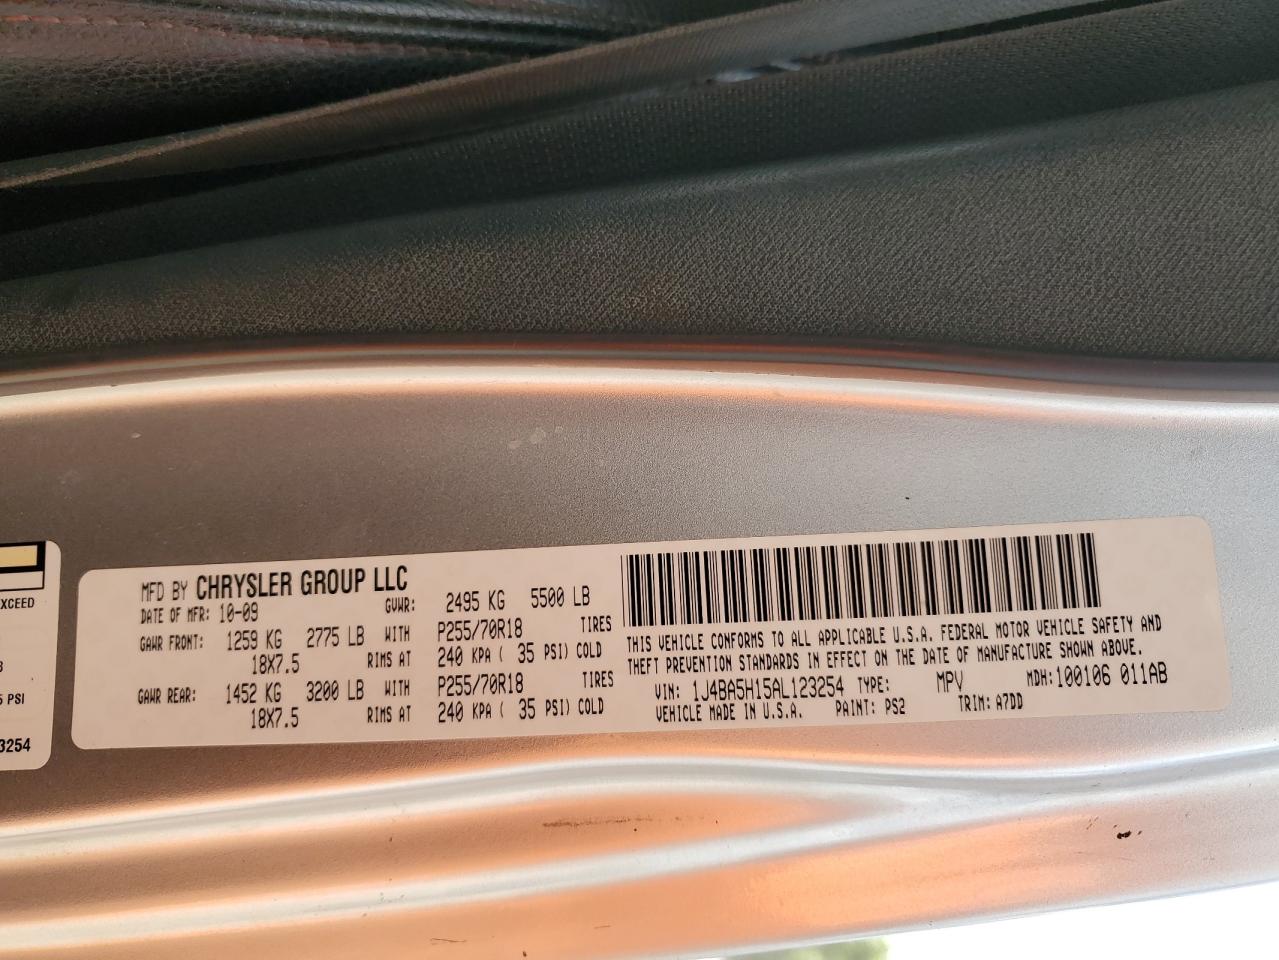 XCEED
3
5 PSI
3254
MFD BY CHRYSLER GROUP LLC
DATE OF MFR: 10-09 GVWR: 2495 KG 5500 LB
GAWR FRONT: 1259 KG 2775 LB WITH P255/70R18 TIRES
18X7.5 RIMS AT 240 KPA ( 35 PSI) COLD
GAWR REAR: 1452 KG 3200 LB WITH P255/70R18 TIRES
18X7.5 RIMS AT 240 KPA ( 35 PSI) COLD
THIS VEHICLE CONFORMS TO ALL APPLICABLE U.S.A. FEDERAL MOTOR VEHICLE SAFETY AND
THEFT PREVENTION STANDARDS IN EFFECT ON THE DATE OF MANUFACTURE SHOWN ABOVE.
VIN: 1J4BA5H15AL123254 TYPE: MPV MDH:100106 011AB
VEHICLE MADE IN U.S.A. PAINT: PS2 TRIM: A7DD